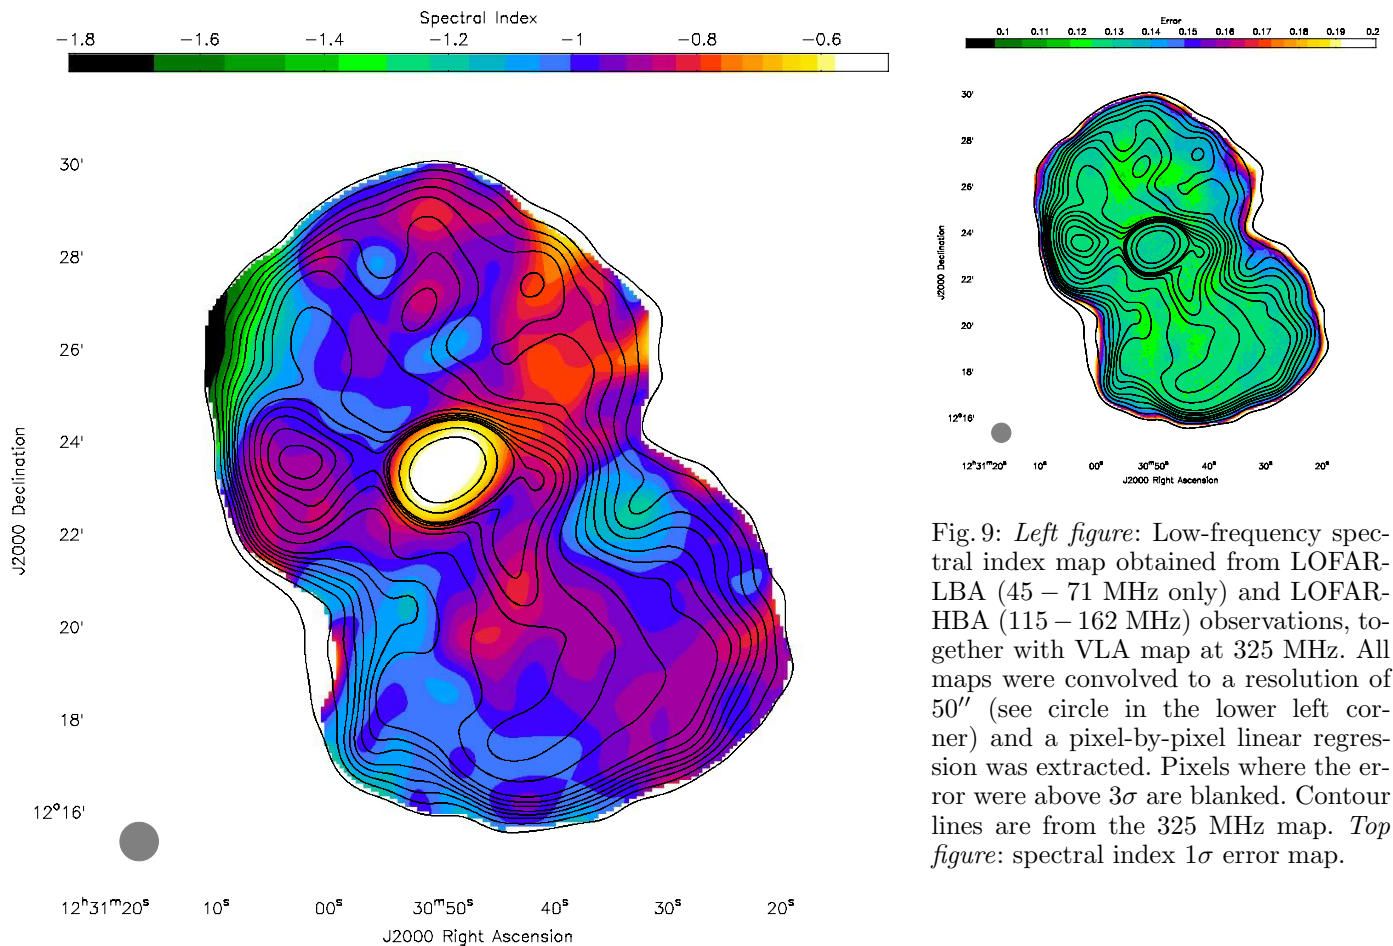 Spectral Index
−1.8 −1.6 −1.4 −1.2 −1 −0.8 −0.6
30'
28'
26'
24'
22'
20'
18'
12°16'
J2000 Declination
12ʰ31ᵐ20ˢ 10ˢ 00ˢ 30ᵐ50ˢ 40ˢ 30ˢ 20ˢ
J2000 Right Ascension
Error
0.1 0.11 0.12 0.13 0.14 0.15 0.16 0.17 0.18 0.19 0.2
30'
28'
26'
24'
22'
20'
18'
12°16'
J2000 Declination
12ʰ31ᵐ20ˢ 10ˢ 00ˢ 30ᵐ50ˢ 40ˢ 30ˢ 20ˢ
J2000 Right Ascension
Fig. 9: Left figure: Low-frequency spec-
tral index map obtained from LOFAR-
LBA (45 − 71 MHz only) and LOFAR-
HBA (115 − 162 MHz) observations, to-
gether with VLA map at 325 MHz. All
maps were convolved to a resolution of
50″ (see circle in the lower left cor-
ner) and a pixel-by-pixel linear regres-
sion was extracted. Pixels where the er-
ror were above 3σ are blanked. Contour
lines are from the 325 MHz map. Top
figure: spectral index 1σ error map.